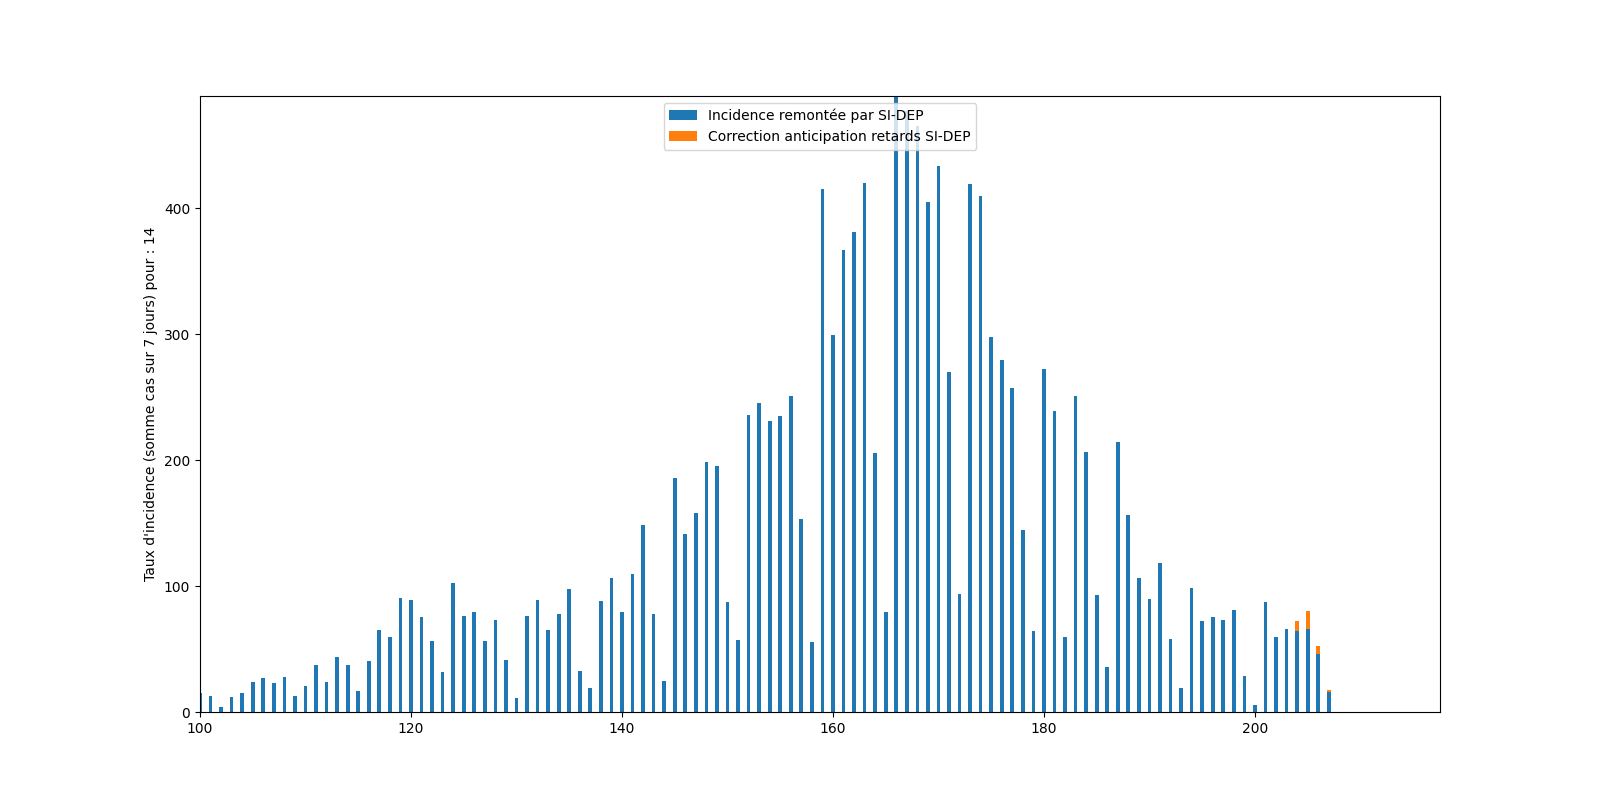 Incidence remontée par SI-DEP
Correction anticipation retards SI-DEP
Taux d'incidence (somme cas sur 7 jours) pour : 14
400
300
200
100
0
100 120 140 160 180 200